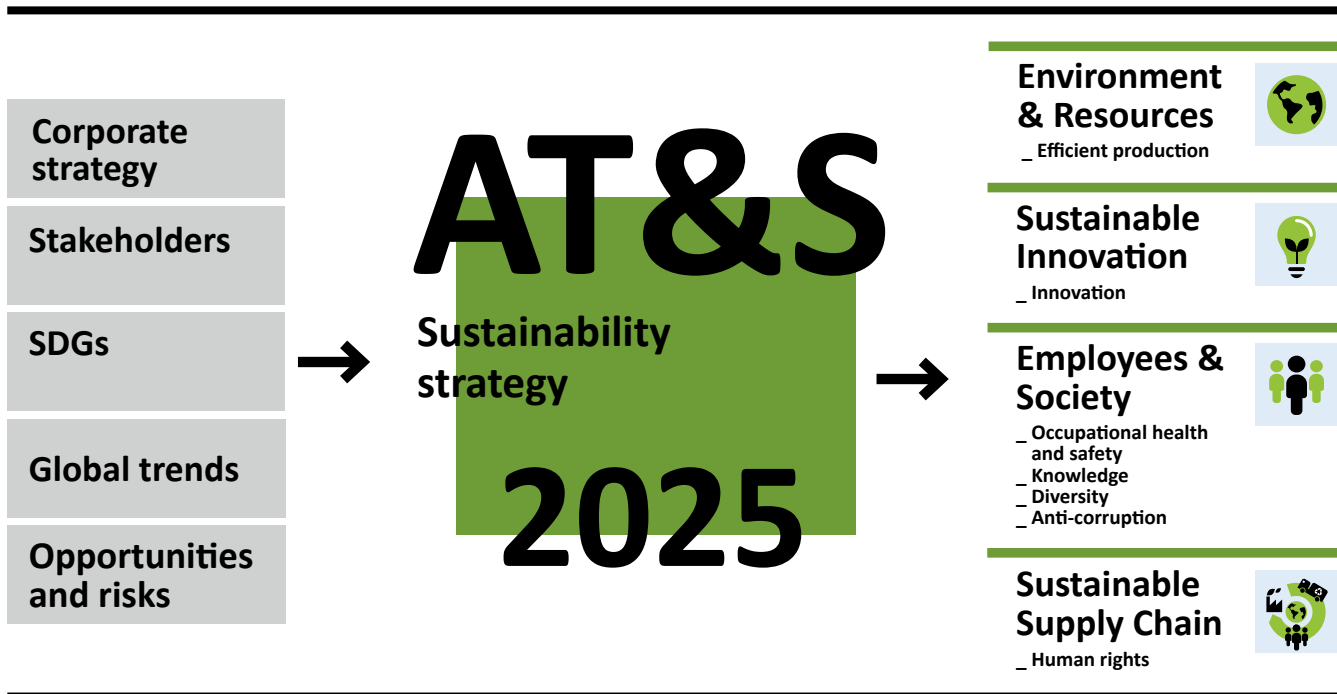 Corporate
strategy
Stakeholders
SDGs
Global trends
Opportunities
and risks
AT&S
Sustainability
strategy
2025
Environment
& Resources
_ Efficient production
Sustainable
Innovation
_ Innovation
Employees &
Society
_ Occupational health
and safety
_ Knowledge
_ Diversity
_ Anti-corruption
Sustainable
Supply Chain
_ Human rights